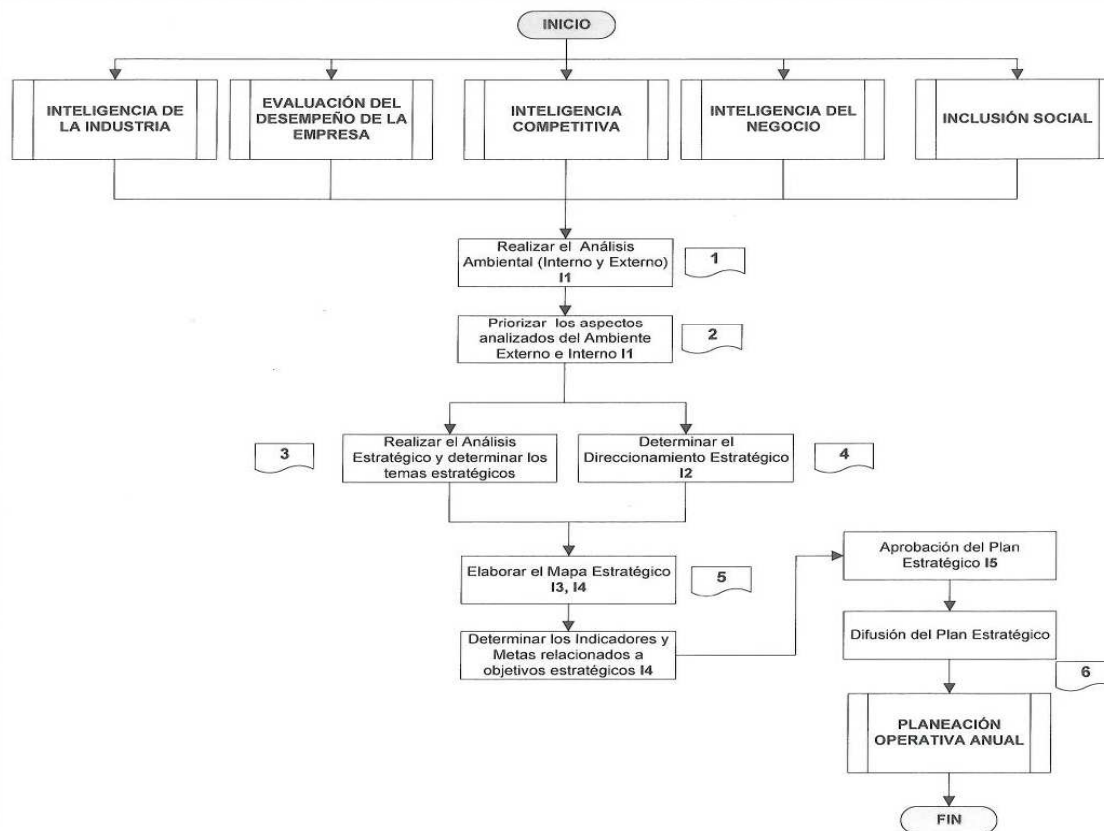 INICIO
INTELIGENCIA DE
LA INDUSTRIA
EVALUACIÓN DEL
DESEMPEÑO DE LA
EMPRESA
INTELIGENCIA
COMPETITIVA
INTELIGENCIA DEL
NEGOCIO
INCLUSIÓN SOCIAL
Realizar el Análisis
Ambiental (Interno y Externo)
I1
1
Priorizar los aspectos
analizados del Ambiente
Externo e Interno I1
2
3
Realizar el Análisis
Estratégico y determinar los
temas estratégicos
Determinar el
Direccionamiento Estratégico
I2
4
Elaborar el Mapa Estratégico
I3, I4
5
Determinar los Indicadores y
Metas relacionados a
objetivos estratégicos I4
Aprobación del Plan
Estratégico I5
Difusión del Plan Estratégico
6
PLANEACIÓN
OPERATIVA ANUAL
FIN